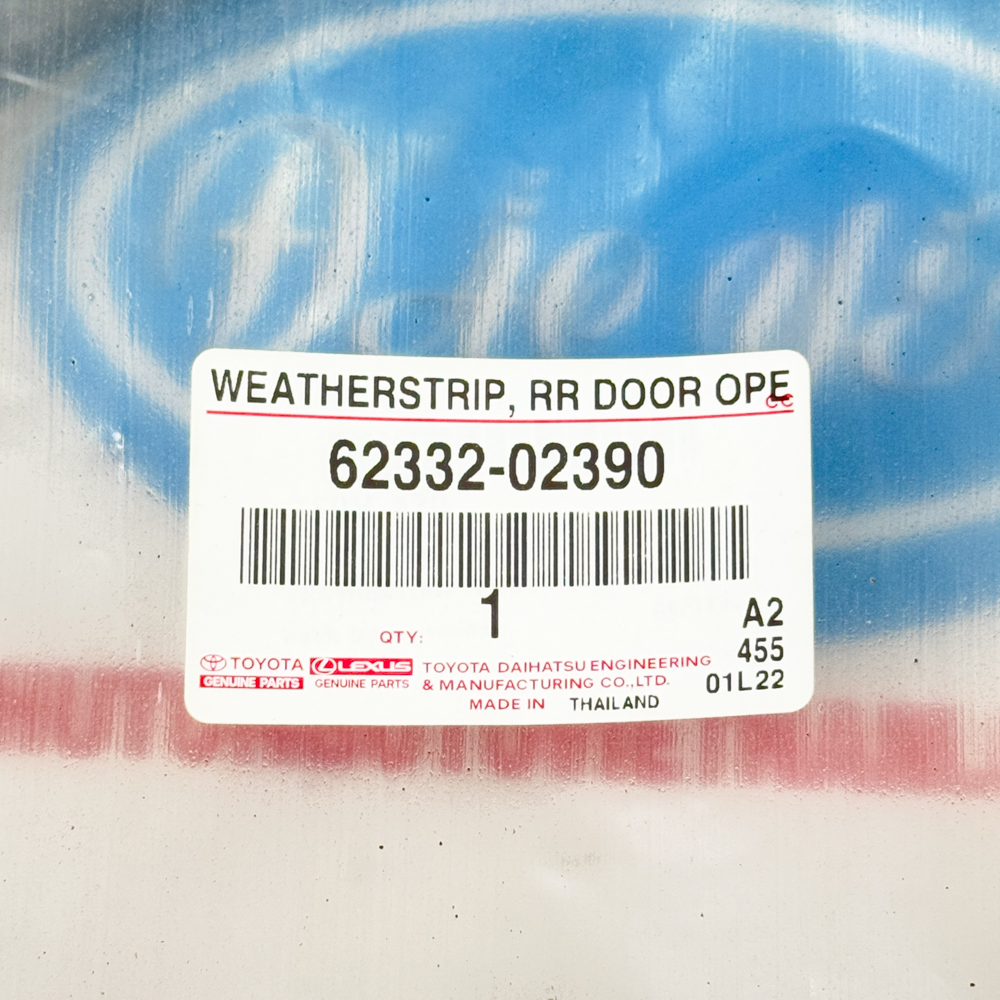 WEATHERSTRIP, RR DOOR OPE
CC
62332-02390
1
QTY:
A2
455
01L22
TOYOTA
GENUINE PARTS
LEXUS
GENUINE PARTS
TOYOTA DAIHATSU ENGINEERING
& MANUFACTURING CO.,LTD.
MADE IN THAILAND